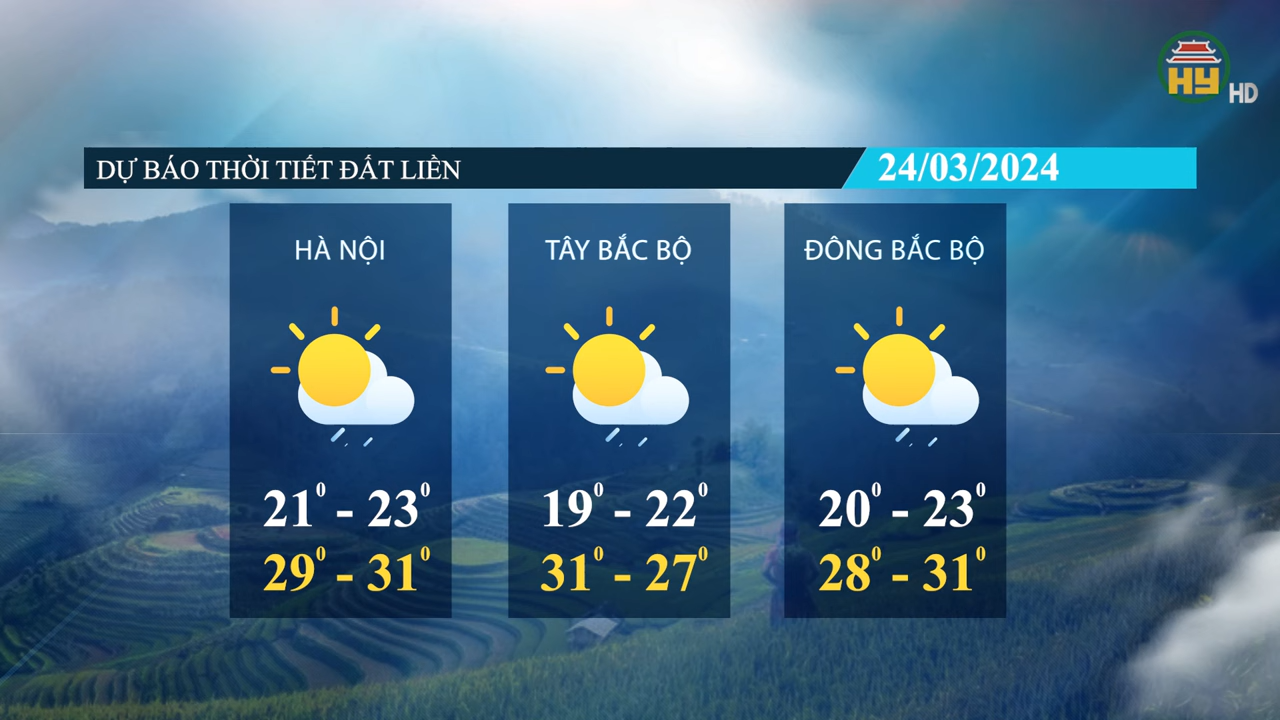 HY HD
DỰ BÁO THỜI TIẾT ĐẤT LIỀN
24/03/2024
HÀ NỘI
21⁰ - 23⁰
29⁰ - 31⁰
TÂY BẮC BỘ
19⁰ - 22⁰
31⁰ - 27⁰
ĐÔNG BẮC BỘ
20⁰ - 23⁰
28⁰ - 31⁰